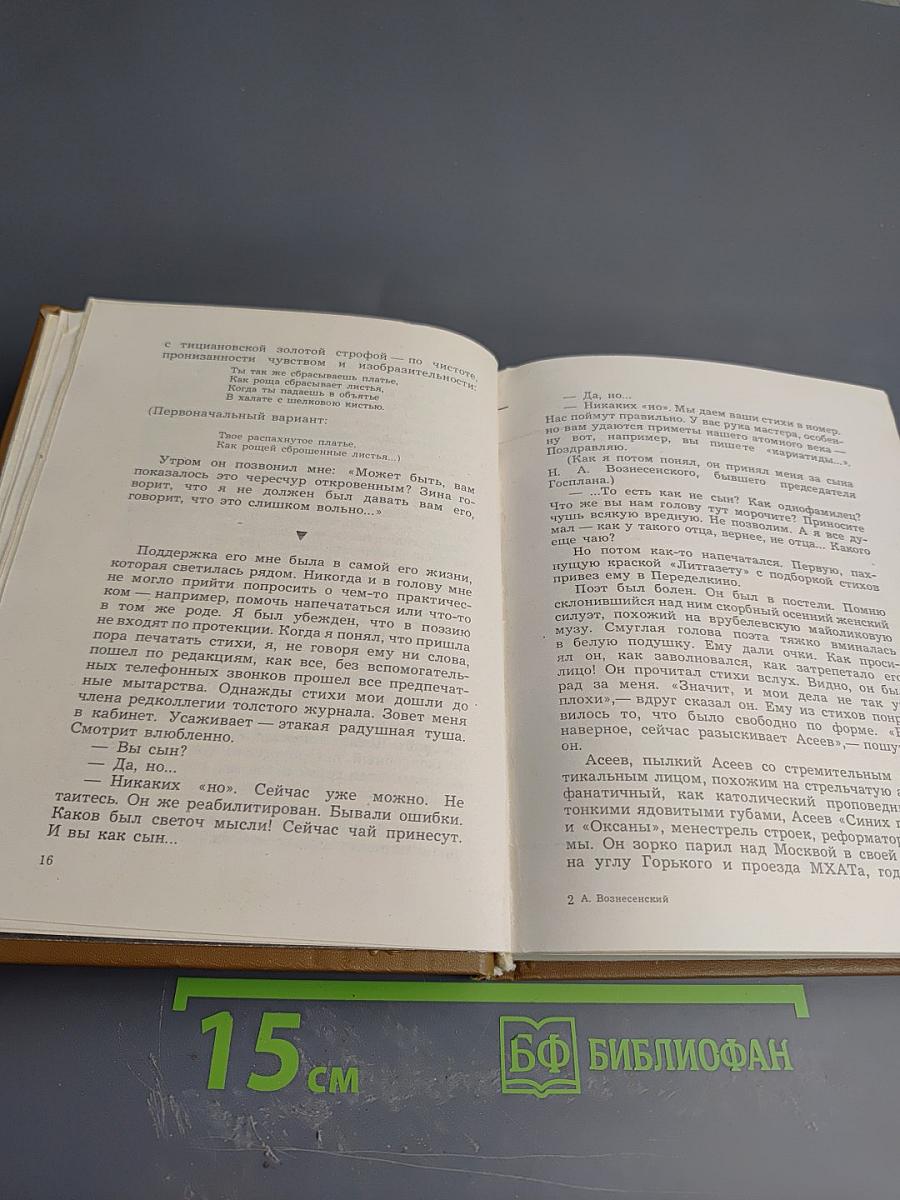 с тициановской золотой строфой — по чистоте,
пронизанности чувством и изобразительности:
Ты так же сбрасываешь платье,
Как роща сбрасывает листья,
Когда ты падаешь в объятье
В халате с шелковою кистью.
(Первоначальный вариант:
Твое распахнутое платье,
Как рощей сброшенные листья...)
Утром он позвонил мне: «Может быть, вам
показалось это чересчур откровенным? Зина го-
ворит, что я не должен был давать вам его,
говорит, что это слишком вольно...»
Поддержка его мне была в самой его жизни,
которая светилась рядом. Никогда и в голову мне
не могло прийти попросить о чем-то практичес-
ком — например, помочь напечататься или что-то
в том же роде. Я был убежден, что в поэзию
не входят по протекции. Когда я понял, что пришла
пора печатать стихи, я, не говоря ему ни слова,
пошел по редакциям, как все, без вспомогатель-
ных телефонных звонков прошел все предпечат-
ные мытарства. Однажды стихи мои дошли до
члена редколлегии толстого журнала. Зовет меня
в кабинет. Усаживает — этакая радушная туша.
Смотрит влюбленно.
— Вы сын?
— Да, но...
— Никаких «но». Сейчас уже можно. Не
таитесь. Он же реабилитирован. Бывали ошибки.
Каков был светоч мысли! Сейчас чай принесут.
И вы как сын...
16
— Да, но...
— Никаких «но». Мы даем ваши стихи в номер.
Нас поймут правильно. У вас рука мастера, особен-
но вам удаются приметы нашего атомного века —
ну вот, например, вы пишете «кариатиды...».
Поздравляю.
(Как я потом понял, он принял меня за сына
Н. А. Вознесенского, бывшего председателя
Госплана.)
— ...То есть как не сын? Как однофамилец?
Что же вы нам голову тут морочите? Приносите
чушь всякую вредную. Не позволим. А я все ду-
мал — как у такого отца, вернее, не отца... Какого
еще чаю?
Но потом как-то напечатался. Первую, пах-
нущую краской «Литгазету» с подборкой стихов
привез ему в Переделкино.
Поэт был болен. Он был в постели. Помню
склонившийся над ним скорбный осенний женский
силуэт, похожий на врубелевскую майоликовую
музу. Смуглая голова поэта тяжко вминалась
в белую подушку. Ему дали очки. Как проси-
ял он, как заволновался, как затрепетало его
лицо! Он прочитал стихи вслух. Видно, он бы
рад за меня. «Значит, и мои дела не так у
плохи»,— вдруг сказал он. Ему из стихов понр
вилось то, что было свободно по форме.
наверное, сейчас разыскивает Асеев»,— пошу
он.
Асеев, пылкий Асеев со стремительным
тикальным лицом, похожим на стрельчатую а
фанатичный, как католический проповедн
тонкими ядовитыми губами, Асеев «Синих г
и «Оксаны», менестрель строек, реформатор
мы. Он зорко парил над Москвой в своей
на углу Горького и проезда МХАТа, год
2 А. Вознесенский
15 см
БФ БИБЛИОФАН